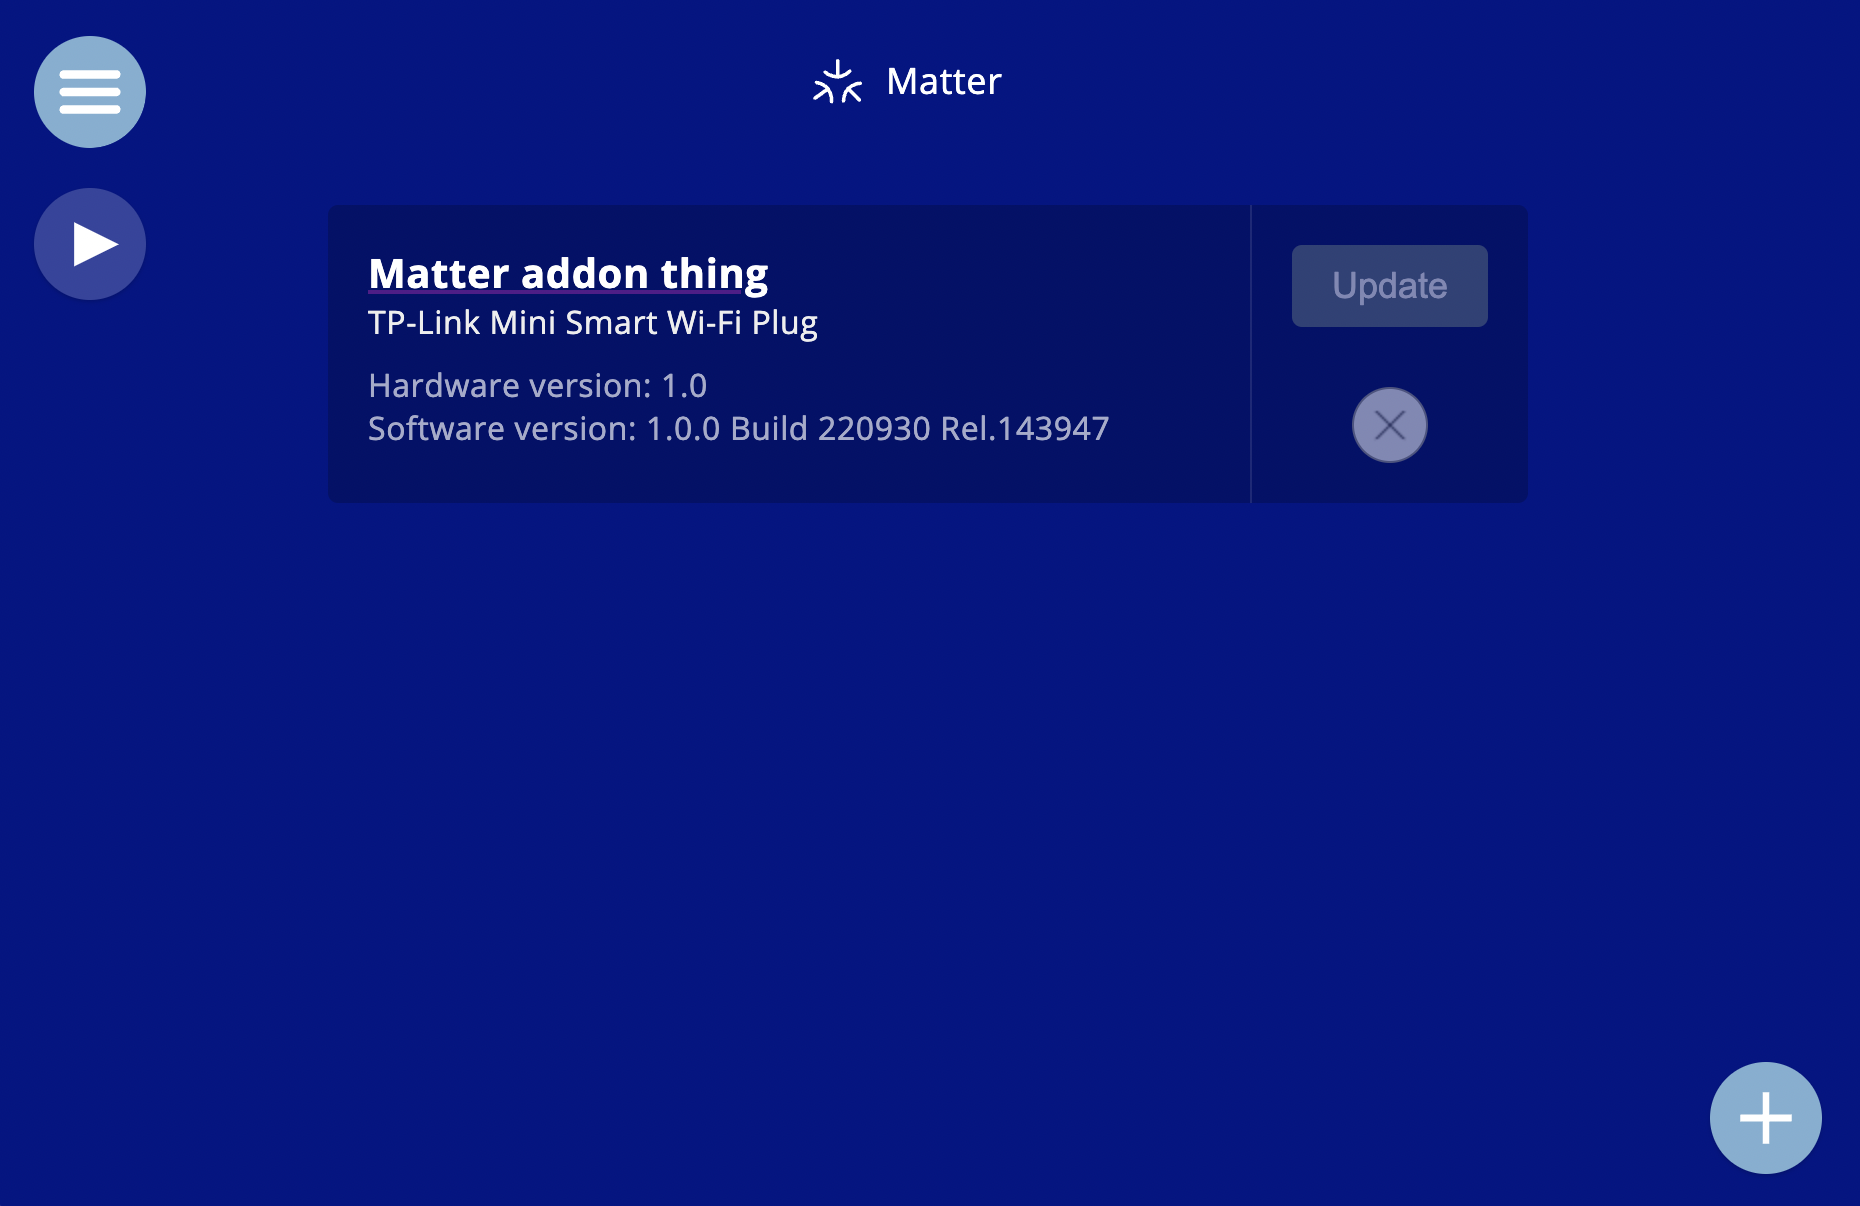 Matter
Matter addon thing
TP-Link Mini Smart Wi-Fi Plug
Hardware version: 1.0
Software version: 1.0.0 Build 220930 Rel.143947
Update